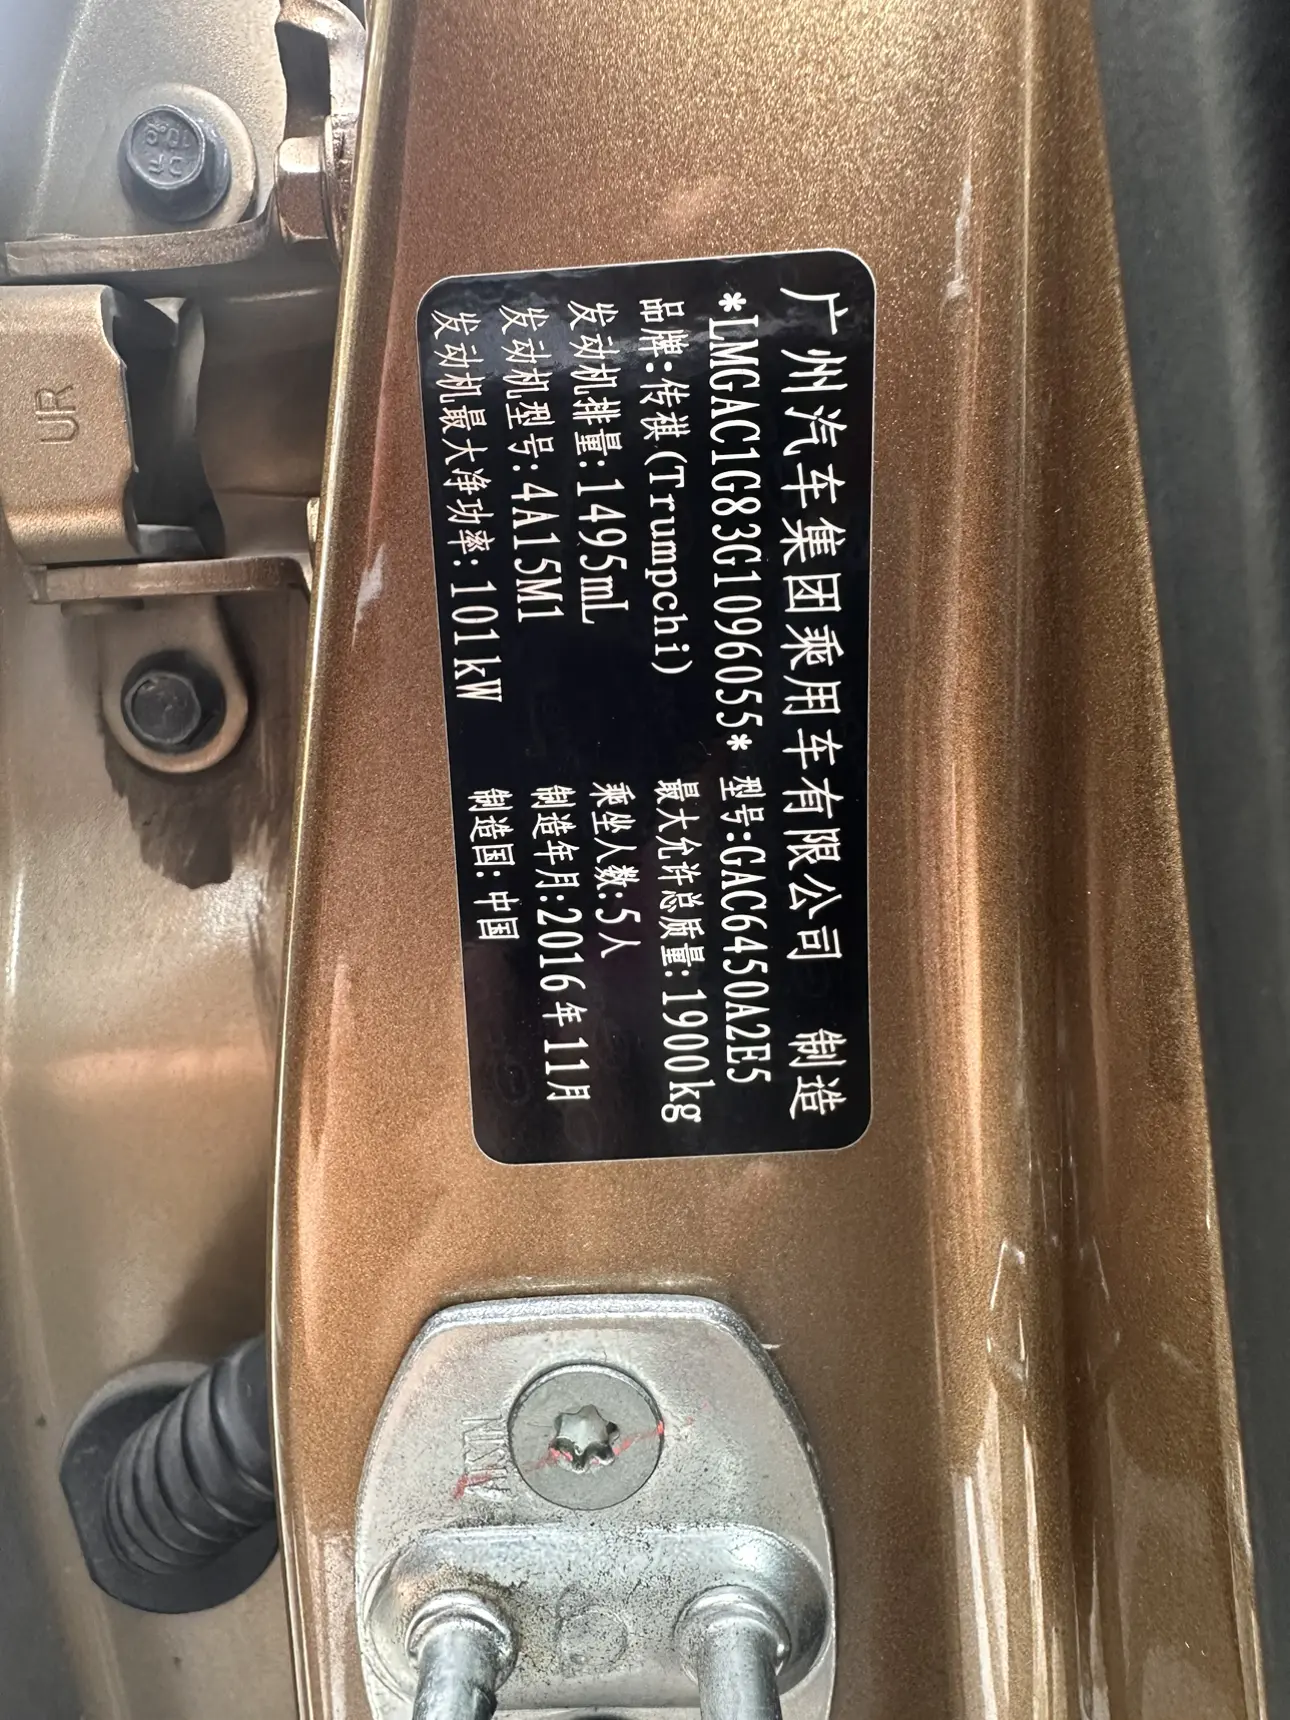 广州汽车集团乘用车有限公司 制造
*LMGAC1G83G1096055* 型号:GAC6450A2E5
品牌:传祺(Trumpchi) 最大允许总质量:1900kg
发动机排量:1495mL 乘坐人数:5人
发动机型号:4A15M1 制造年月:2016年11月
发动机最大净功率:101kW 制造国:中国
UR
DF
10.9